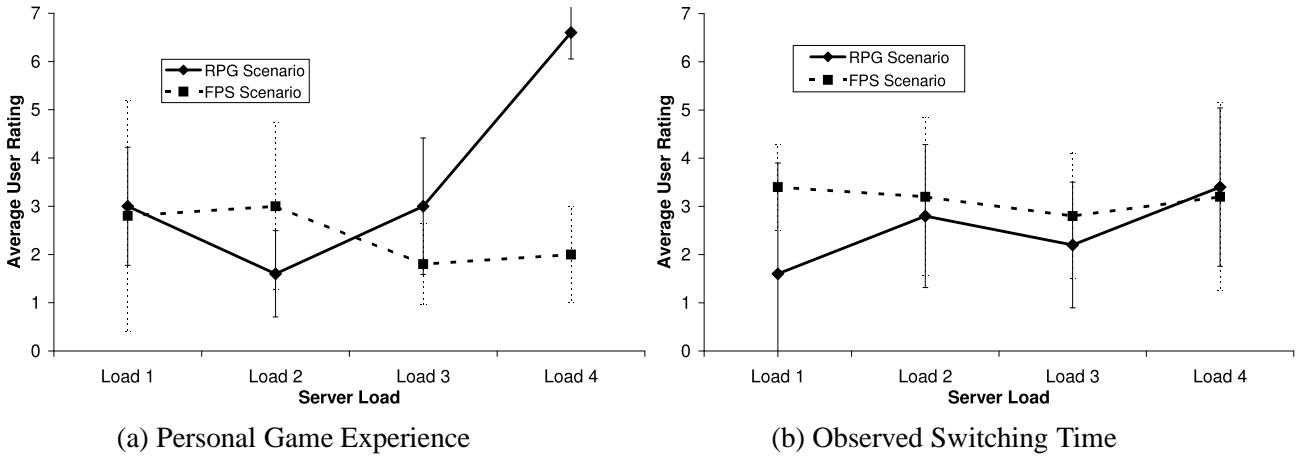 7
6
5
4
3
2
1
0
Average User Rating
RPG Scenario
FPS Scenario
Load 1 Load 2 Load 3 Load 4
Server Load
(a) Personal Game Experience
7
6
5
4
3
2
1
0
Average User Rating
RPG Scenario
FPS Scenario
Load 1 Load 2 Load 3 Load 4
Server Load
(b) Observed Switching Time